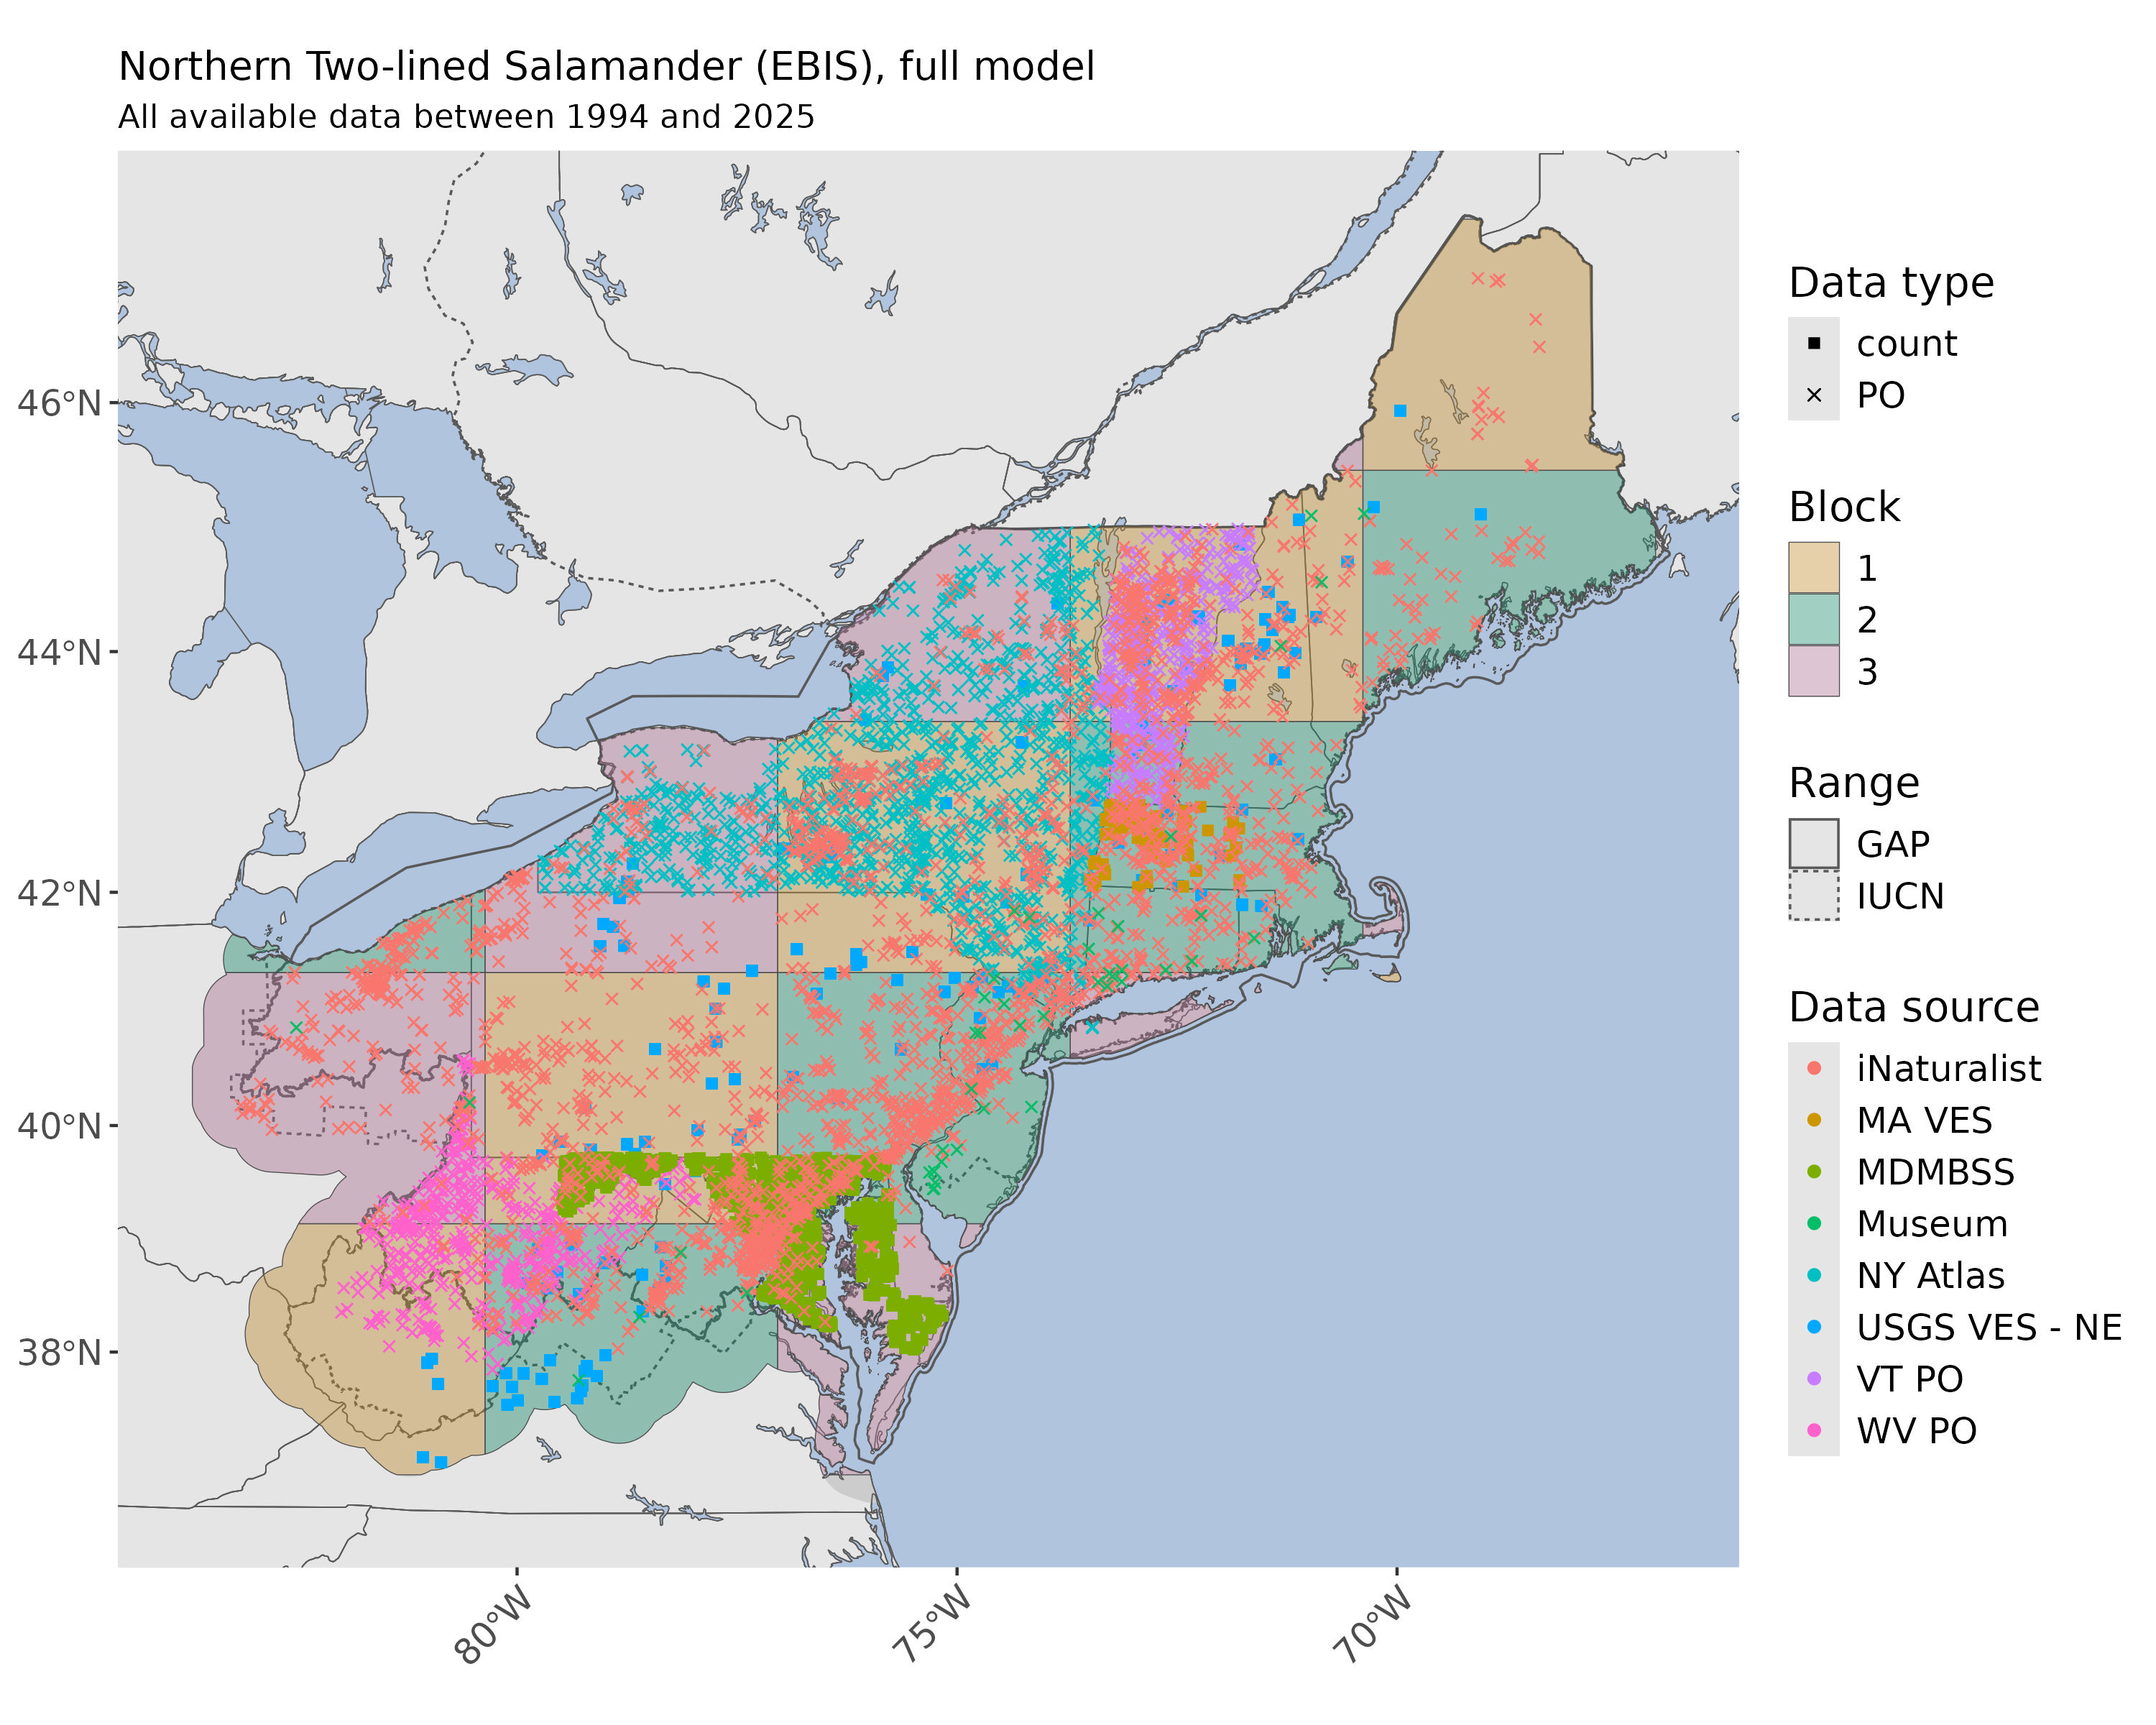 Northern Two-lined Salamander (EBIS), full model
All available data between 1994 and 2025
46°N
44°N
42°N
40°N
38°N
80°W
75°W
70°W
Data type
count
PO
Block
1
2
3
Range
GAP
IUCN
Data source
iNaturalist
MA VES
MDMBSS
Museum
NY Atlas
USGS VES - NE
VT PO
WV PO